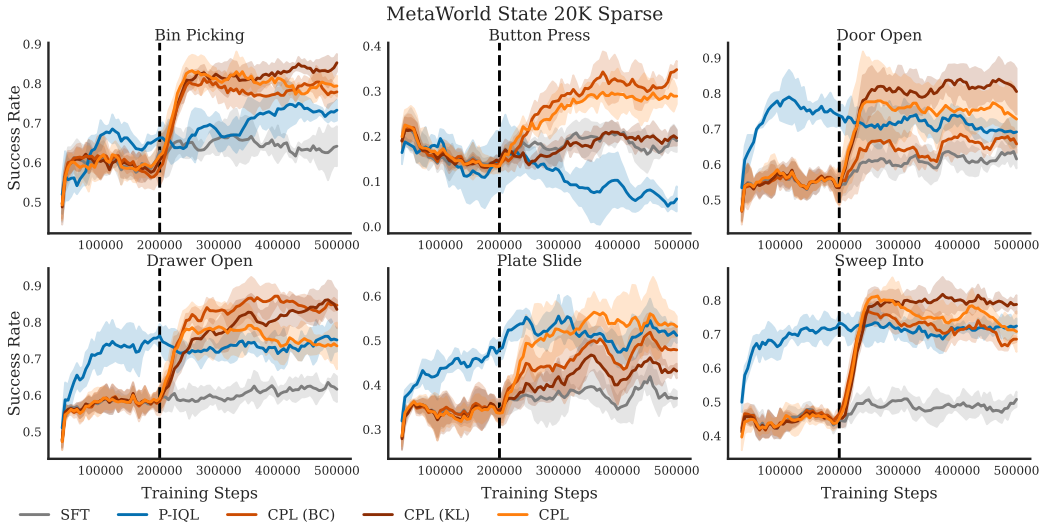 MetaWorld State 20K Sparse
Bin Picking
Button Press
Door Open
Success Rate
0.9
0.8
0.7
0.6
0.5
100000 200000 300000 400000 500000
0.4
0.3
0.2
0.1
0.0
100000 200000 300000 400000 500000
0.9
0.8
0.7
0.6
0.5
100000 200000 300000 400000 500000
Drawer Open
Plate Slide
Sweep Into
Success Rate
0.9
0.8
0.7
0.6
0.5
100000 200000 300000 400000 500000
Training Steps
0.6
0.5
0.4
0.3
100000 200000 300000 400000 500000
Training Steps
0.8
0.7
0.6
0.5
0.4
100000 200000 300000 400000 500000
Training Steps
SFT P-IQL CPL (BC) CPL (KL) CPL